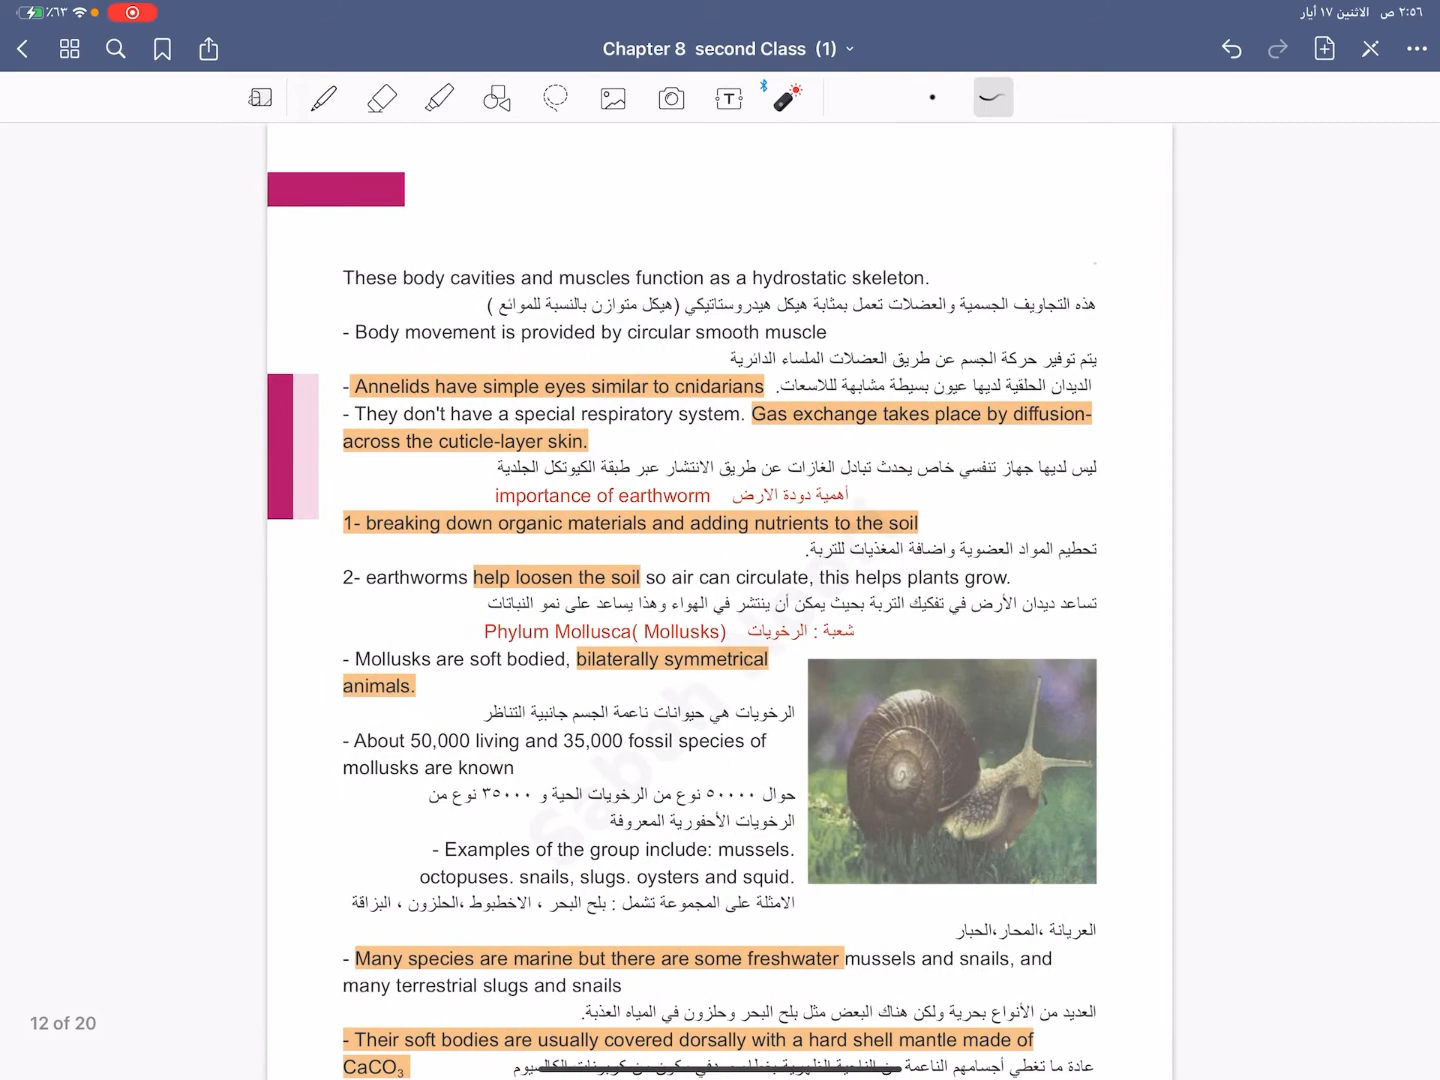 ٢:٥٦ ص الاثنين ١٧ أيار
٪٦٣
Chapter 8 second Class (1)
These body cavities and muscles function as a hydrostatic skeleton.
هذه التجاويف الجسمية والعضلات تعمل بمثابة هيكل هيدروستاتيكي (هيكل متوازن بالنسبة للموائع )
- Body movement is provided by circular smooth muscle
يتم توفير حركة الجسم عن طريق العضلات الملساء الدائرية
- Annelids have simple eyes similar to cnidarians الديدان الحلقية لديها عيون بسيطة مشابهة للاسعات.
- They don't have a special respiratory system. Gas exchange takes place by diffusion-
across the cuticle-layer skin.
ليس لديها جهاز تنفسي خاص يحدث تبادل الغازات عن طريق الانتشار عبر طبقة الكيوتكل الجلدية
importance of earthworm أهمية دودة الارض
1- breaking down organic materials and adding nutrients to the soil
تحطيم المواد العضوية واضافة المغذيات للتربة.
2- earthworms help loosen the soil so air can circulate, this helps plants grow.
تساعد ديدان الأرض في تفكيك التربة بحيث يمكن أن ينتشر في الهواء وهذا يساعد على نمو النباتات
Phylum Mollusca( Mollusks) شعبة : الرخويات
- Mollusks are soft bodied, bilaterally symmetrical
animals.
الرخويات هي حيوانات ناعمة الجسم جانبية التناظر
- About 50,000 living and 35,000 fossil species of
mollusks are known
حوال ٥٠٠٠٠ نوع من الرخويات الحية و ٣٥٠٠٠ نوع من
الرخويات الأحفورية المعروفة
- Examples of the group include: mussels.
octopuses. snails, slugs. oysters and squid.
الامثلة على المجموعة تشمل : بلح البحر ، الاخطبوط ،الحلزون ، البزاقة
العريانة ،المحار،الحبار
- Many species are marine but there are some freshwater mussels and snails, and
many terrestrial slugs and snails
العديد من الأنواع بحرية ولكن هناك البعض مثل بلح البحر وحلزون في المياه العذبة.
- Their soft bodies are usually covered dorsally with a hard shell mantle made of
CaCO₃
عادة ما تغطي أجسامهم الناعمة
12 of 20